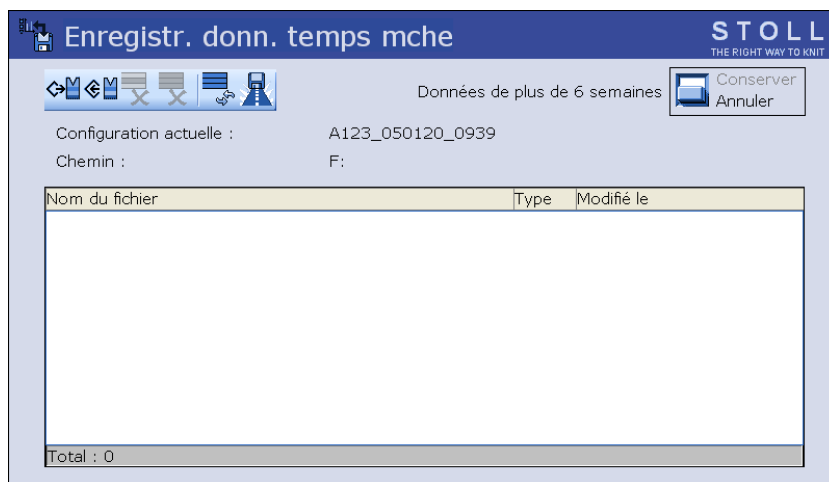 Enregistr. donn. temps mche
STOLL
THE RIGHT WAY TO KNIT
Données de plus de 6 semaines
Conserver
Annuler
Configuration actuelle : A123_050120_0939
Chemin : F:
Nom du fichier Type Modifié le
Total : 0